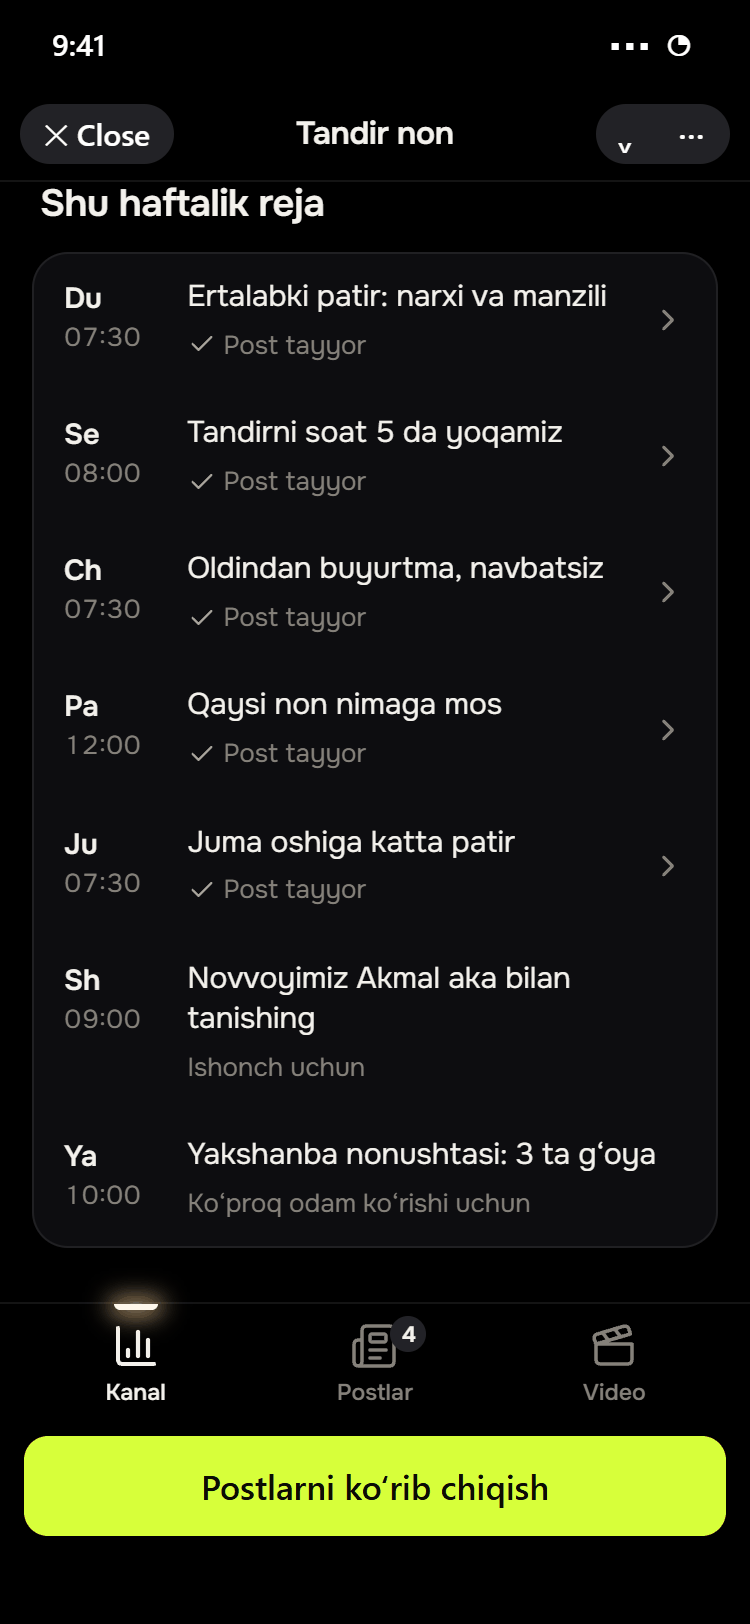 9:41
Close
Tandir non
Shu haftalik reja
Du
Ertalabki patir: narxi va manzili
07:30
Post tayyor
Se
Tandirni soat 5 da yoqamiz
08:00
Post tayyor
Ch
Oldindan buyurtma, navbatsiz
07:30
Post tayyor
Pa
Qaysi non nimaga mos
12:00
Post tayyor
Ju
Juma oshiga katta patir
07:30
Post tayyor
Sh
Novvoyimiz Akmal aka bilan
09:00
tanishing
Ishonch uchun
Ya
Yakshanba nonushtasi: 3 ta g‘oya
10:00
Ko‘proq odam ko‘rishi uchun
4
Kanal
Postlar
Video
Postlarni ko‘rib chiqish